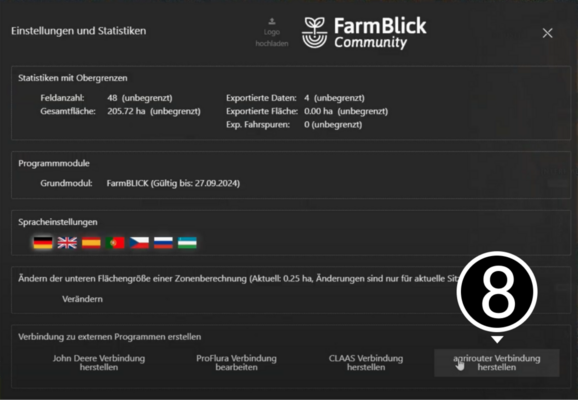 Einstellungen und Statistiken
Logo
hochladen
FarmBlick
Community
Statistiken mit Obergrenzen
Feldanzahl: 48 (unbegrenzt) Exportierte Daten: 4 (unbegrenzt)
Gesamtfläche: 205.72 ha (unbegrenzt) Exportierte Fläche: 0.00 ha (unbegrenzt)
Exp. Fahrspuren: 0 (unbegrenzt)
Programmmodule
Grundmodul: FarmBLICK (Gültig bis: 27.09.2024)
Spracheinstellungen
Ändern der unteren Flächengröße einer Zonenberechnung (Aktuell: 0.25 ha, Änderungen sind nur für aktuelle
Verändern
8
Verbindung zu externen Programmen erstellen
John Deere Verbindung
herstellen
ProFlura Verbindung
bearbeiten
CLAAS Verbindung
herstellen
agrirouter Verbindung
herstellen